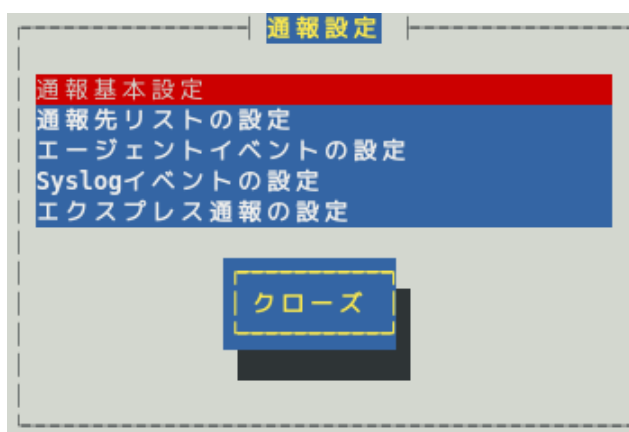 通報設定
通報基本設定
通報先リストの設定
エージェントイベントの設定
Syslogイベントの設定
エクスプレス通報の設定
クローズ